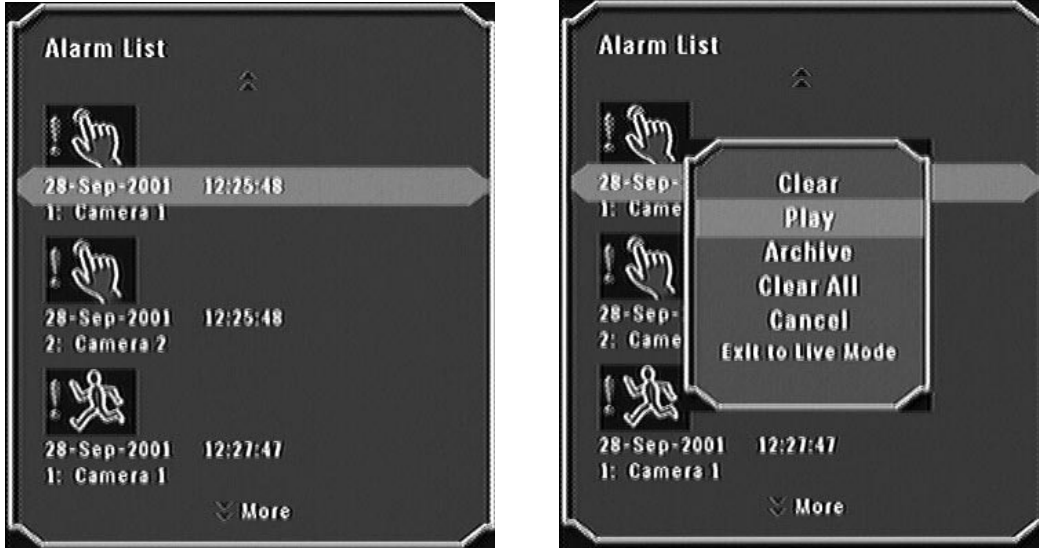 Alarm List
28-Sep-2001 12:25:48
1: Camera 1
28-Sep-2001 12:25:48
2: Camera 2
28-Sep-2001 12:27:47
1: Camera 1
More
Alarm List
28-Sep-
1: Came
28-Sep-
2: Came
28-Sep-2001 12:27:47
1: Camera 1
More
Clear
Play
Archive
Clear All
Cancel
Exit to Live Mode